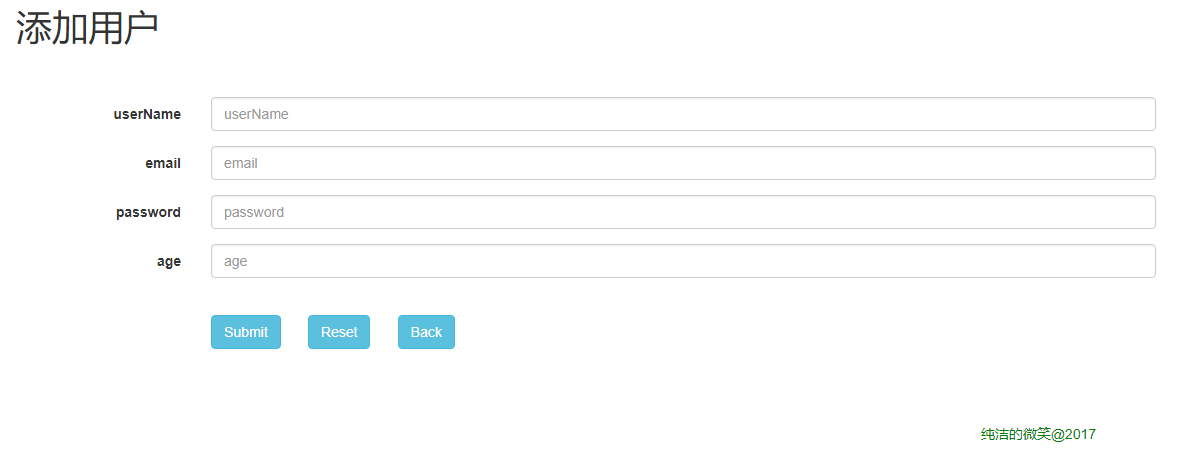 添加用户
userName userName
email email
password password
age age
Submit Reset Back
纯洁的微笑@2017